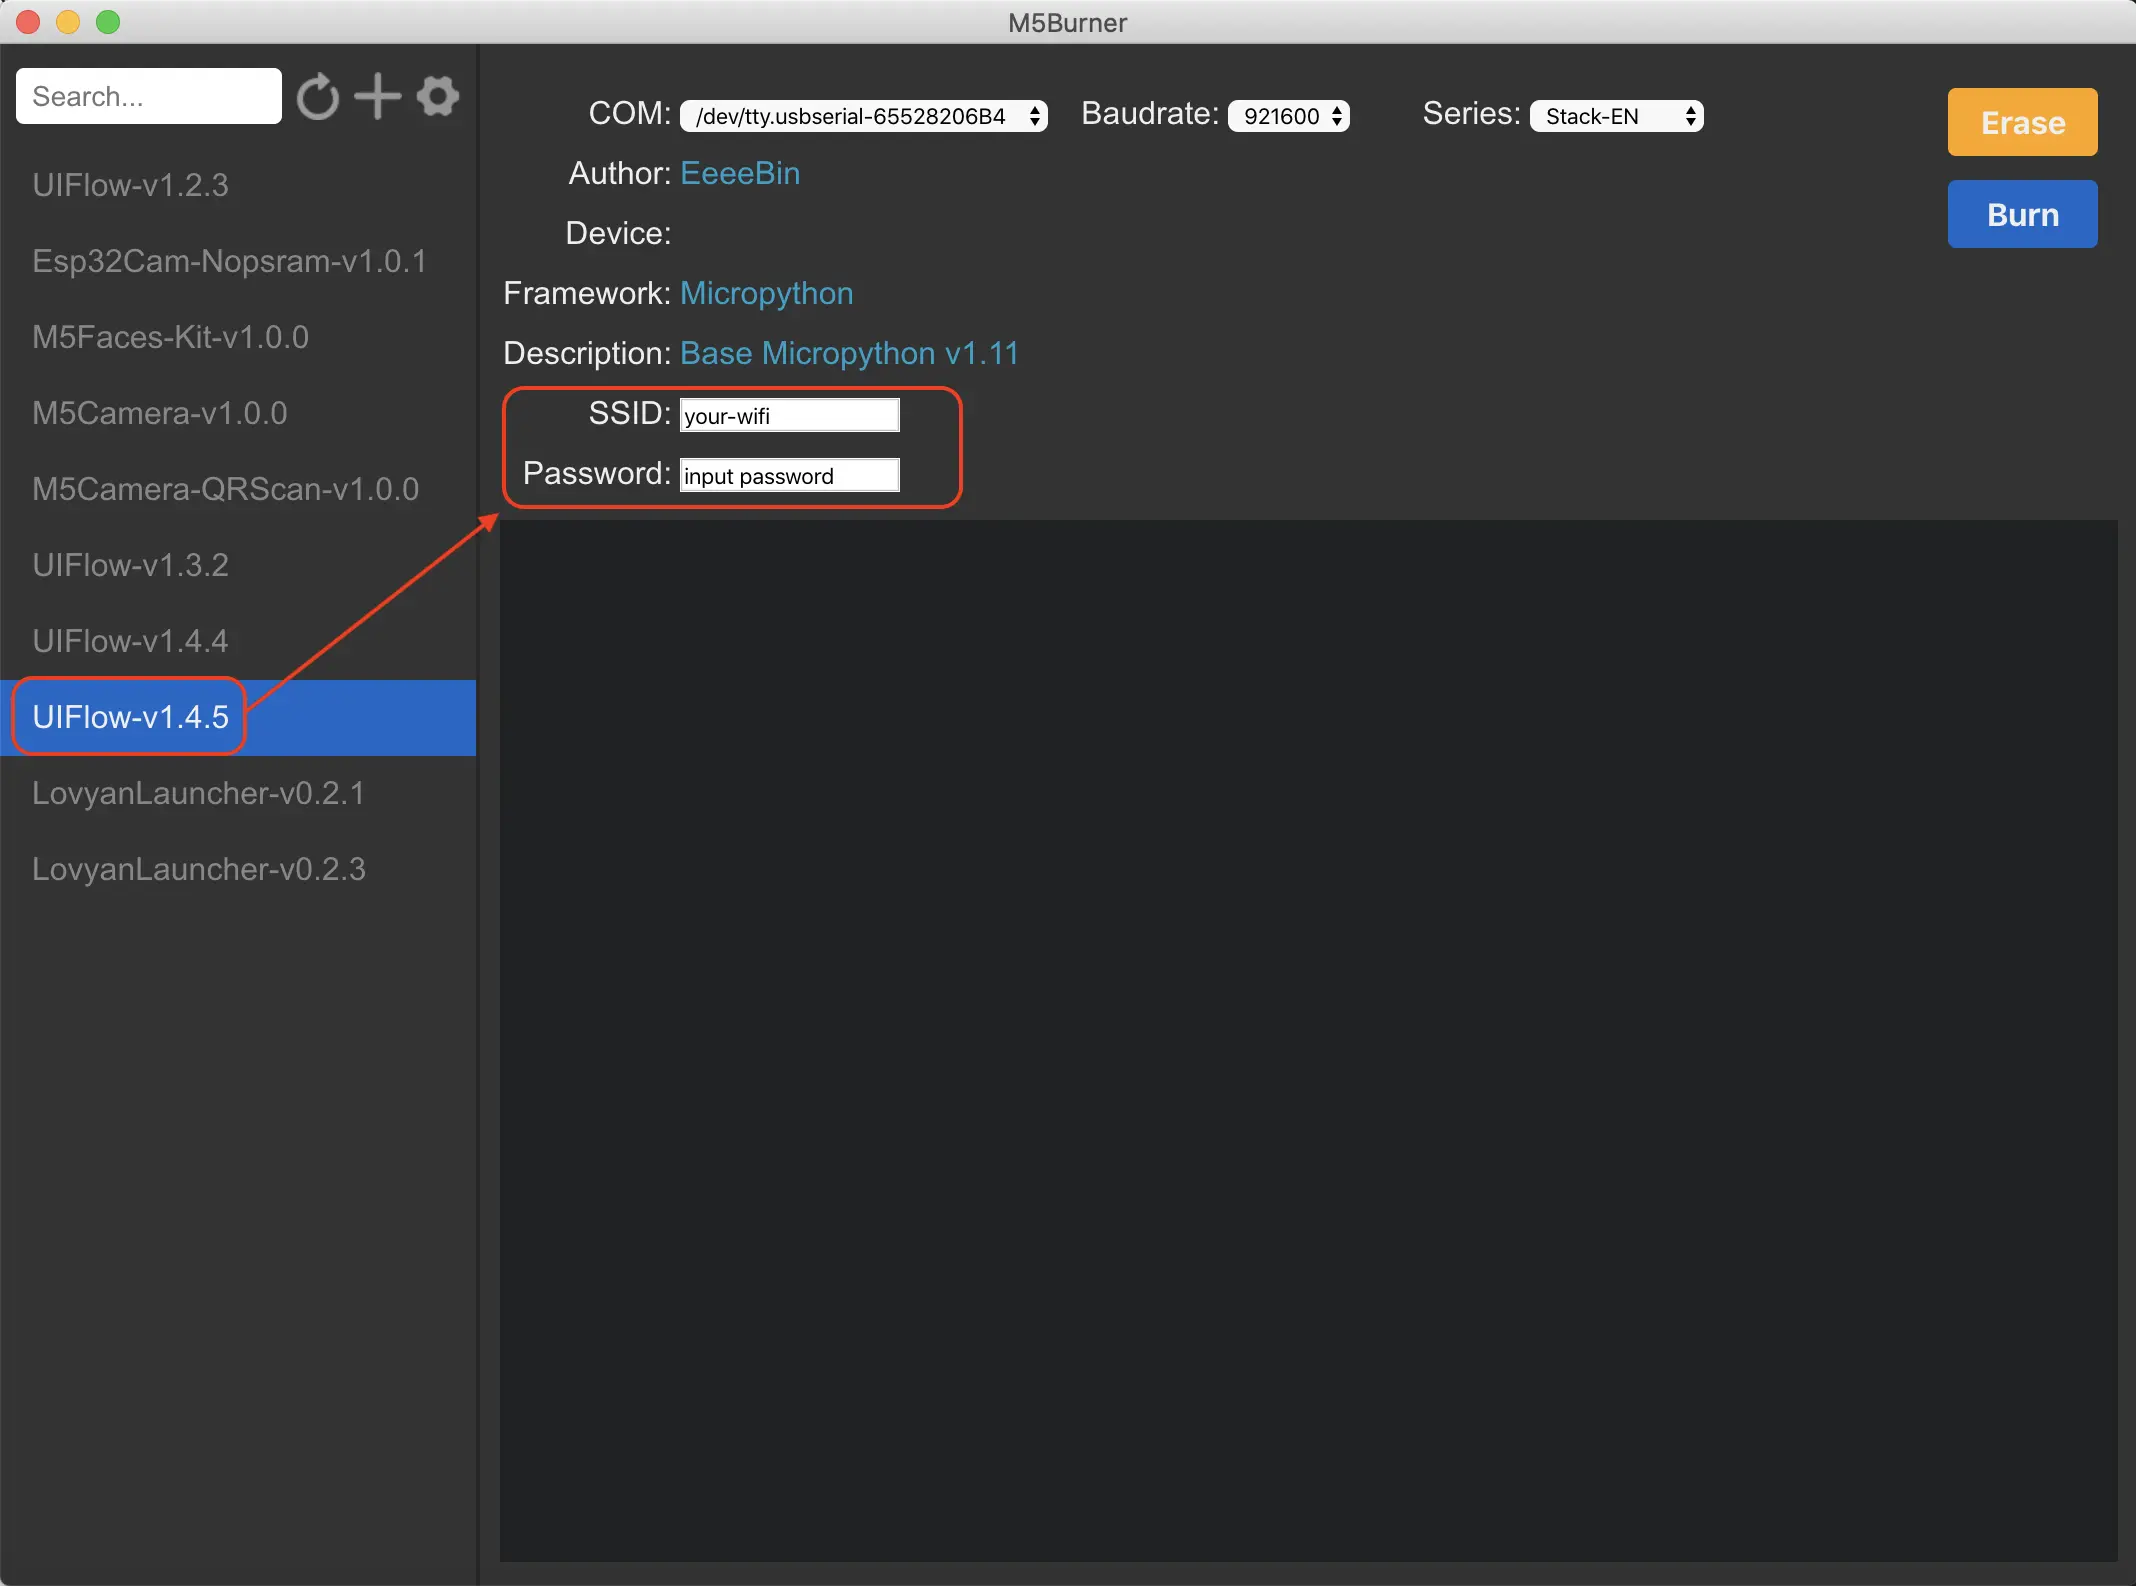 M5Burner
Search...
UIFlow-v1.2.3
Esp32Cam-Nopsram-v1.0.1
M5Faces-Kit-v1.0.0
M5Camera-v1.0.0
M5Camera-QRScan-v1.0.0
UIFlow-v1.3.2
UIFlow-v1.4.4
UIFlow-v1.4.5
LovyanLauncher-v0.2.1
LovyanLauncher-v0.2.3
COM: /dev/tty.usbserial-65528206B4 Baudrate: 921600 Series: Stack-EN
Author: EeeeBin
Device:
Framework: Micropython
Description: Base Micropython v1.11
SSID: your-wifi
Password: input password
Erase
Burn